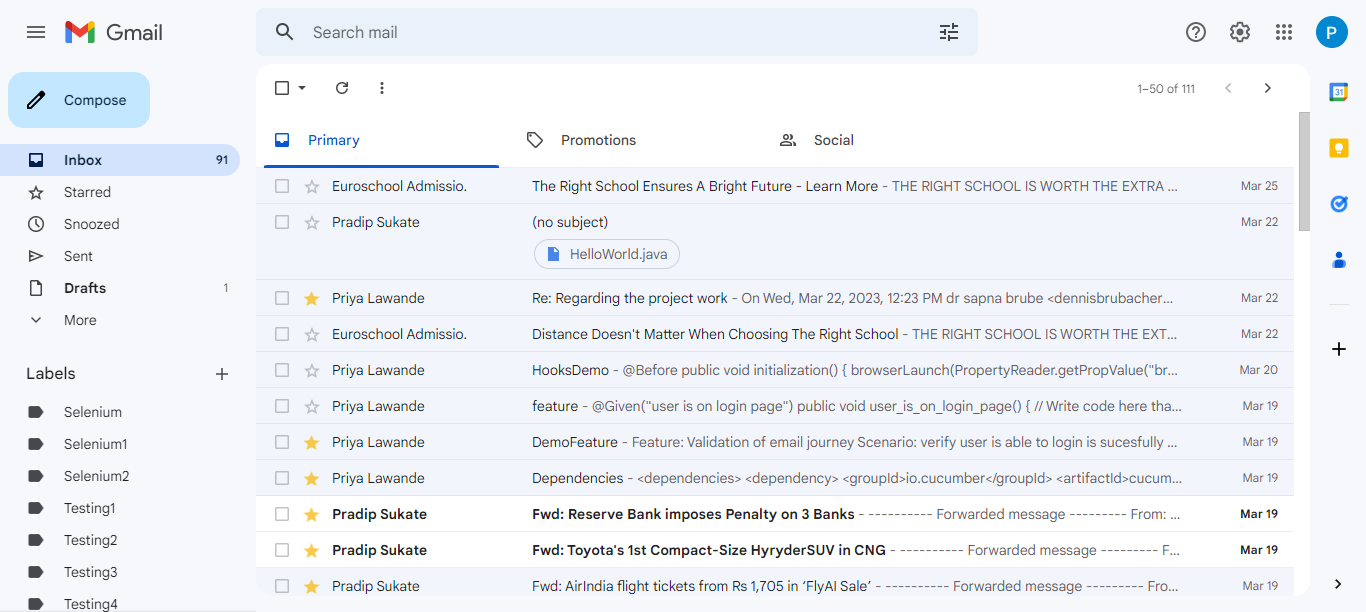 Gmail
Search mail
P
Compose
1–50 of 111
31
Primary
Promotions
Social
Inbox 91
Starred
Snoozed
Sent
Drafts 1
More
Labels
Selenium
Selenium1
Selenium2
Testing1
Testing2
Testing3
Testing4
Euroschool Admissio. The Right School Ensures A Bright Future - Learn More - THE RIGHT SCHOOL IS WORTH THE EXTRA ... Mar 25
Pradip Sukate (no subject) Mar 22
HelloWorld.java
Priya Lawande Re: Regarding the project work - On Wed, Mar 22, 2023, 12:23 PM dr sapna brube <dennisbrubacher... Mar 22
Euroschool Admissio. Distance Doesn't Matter When Choosing The Right School - THE RIGHT SCHOOL IS WORTH THE EXT... Mar 22
Priya Lawande HooksDemo - @Before public void initialization() { browserLaunch(PropertyReader.getPropValue("br... Mar 20
Priya Lawande feature - @Given("user is on login page") public void user_is_on_login_page() { // Write code here tha... Mar 19
Priya Lawande DemoFeature - Feature: Validation of email journey Scenario: verify user is able to login is sucesfully ... Mar 19
Priya Lawande Dependencies - <dependencies> <dependency> <groupId>io.cucumber</groupId> <artifactId>cucum... Mar 19
Pradip Sukate Fwd: Reserve Bank imposes Penalty on 3 Banks - ---------- Forwarded message --------- From: ... Mar 19
Pradip Sukate Fwd: Toyota's 1st Compact-Size HyryderSUV in CNG - ---------- Forwarded message --------- F... Mar 19
Pradip Sukate Fwd: AirIndia flight tickets from Rs 1,705 in ‘FlyAI Sale’ - ---------- Forwarded message --------- Fro... Mar 19